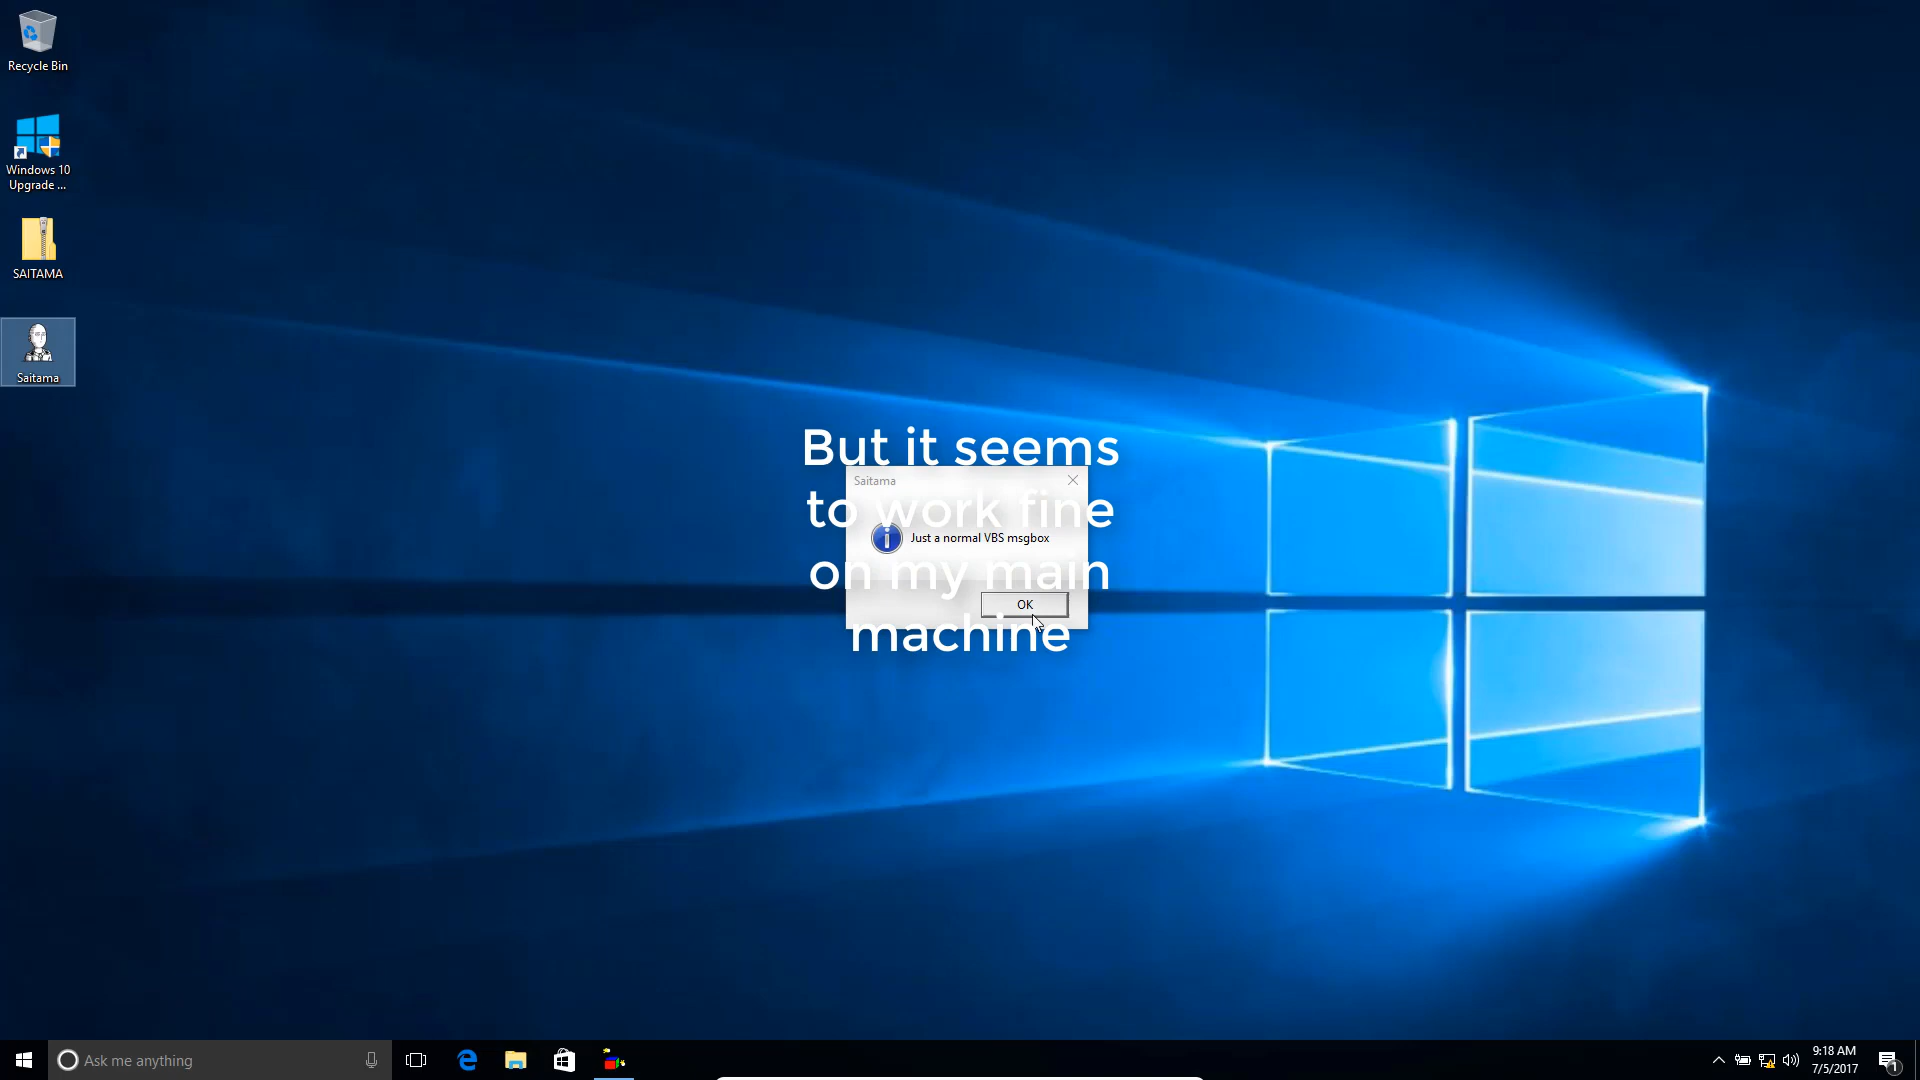 Recycle Bin
Windows 10
Upgrade ...
SAITAMA
Saitama
But it seems
to work fine
on my main
machine
Saitama
Just a normal VBS msgbox
OK
Ask me anything
9:18 AM
7/5/2017
1